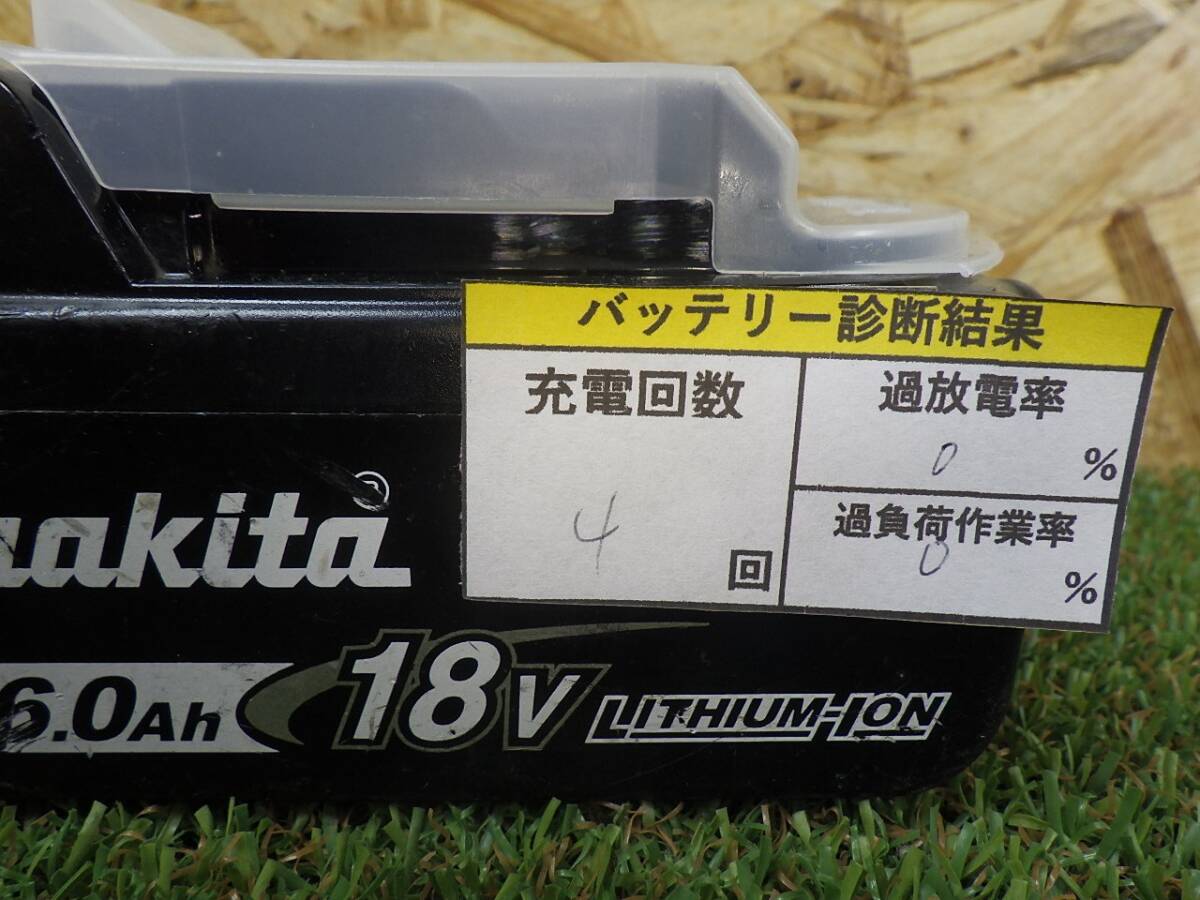 バッテリー診断結果
充電回数
4
回
過放電率
0
%
過負荷作業率
0
%
makita®
6.0Ah
18V
LITHIUM-ION